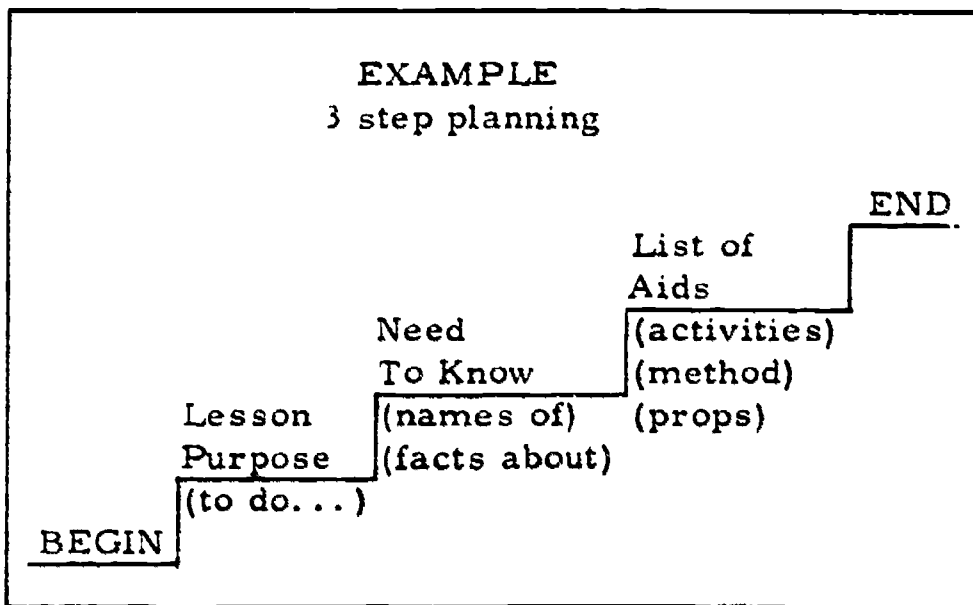 EXAMPLE
3 step planning
END
List of
Aids
(activities)
(method)
(props)
Need
To Know
(names of)
(facts about)
Lesson
Purpose
(to do...)
BEGIN